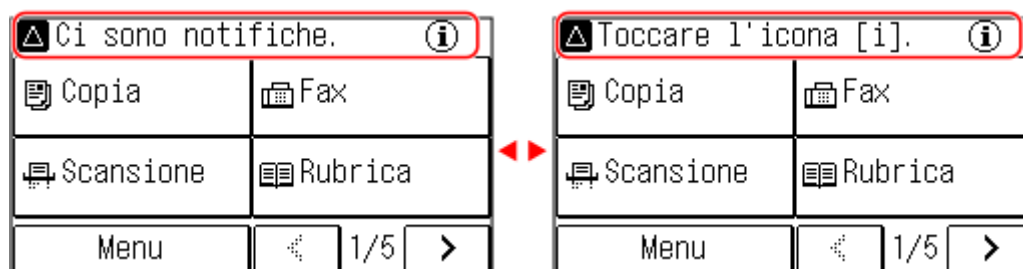 Ci sono notifiche.
Copia Fax
Scansione Rubrica
Menu 1/5
Toccare l'icona [i].
Copia Fax
Scansione Rubrica
Menu 1/5